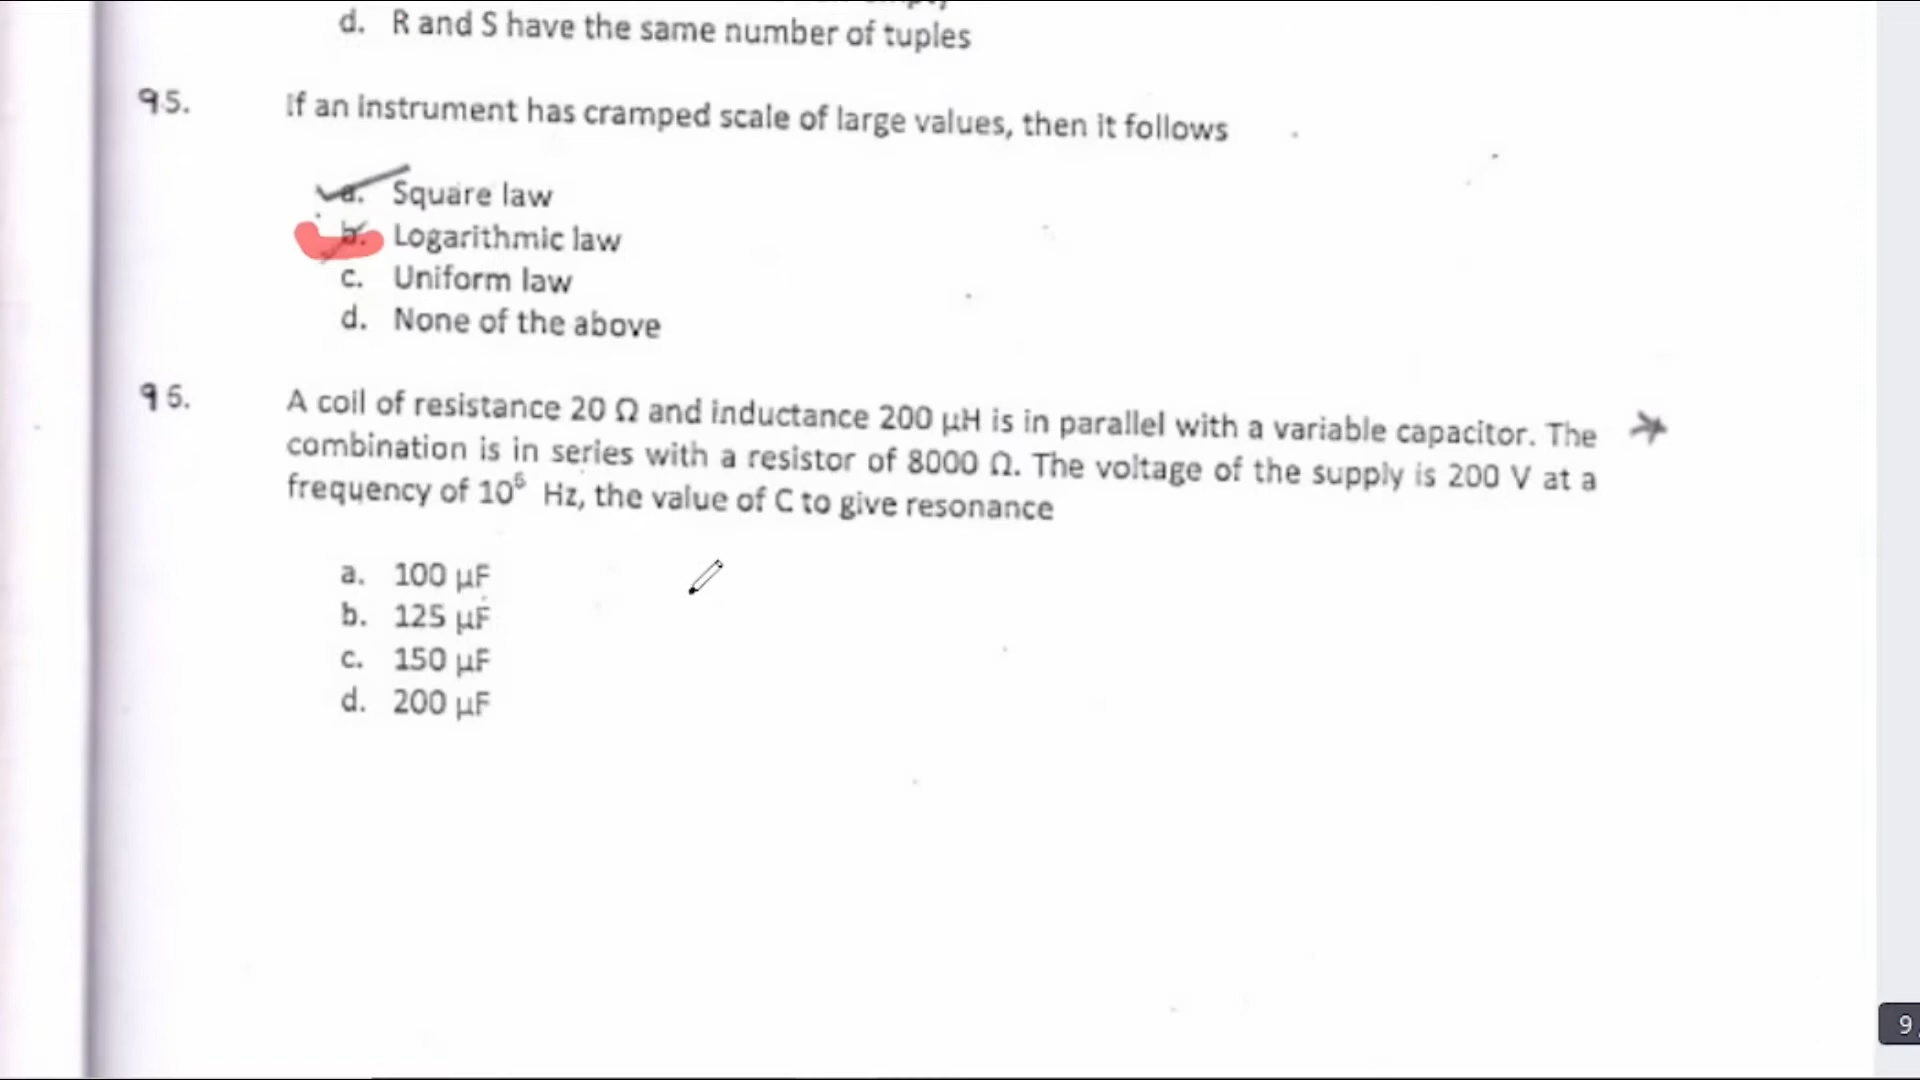 d. R and S have the same number of tuples
95. If an instrument has cramped scale of large values, then it follows
a. Square law
b. Logarithmic law
c. Uniform law
d. None of the above
96. A coil of resistance 20 Ω and inductance 200 µH is in parallel with a variable capacitor. The
combination is in series with a resistor of 8000 Ω. The voltage of the supply is 200 V at a
frequency of 10⁶ Hz, the value of C to give resonance
a. 100 µF
b. 125 µF
c. 150 µF
d. 200 µF
9